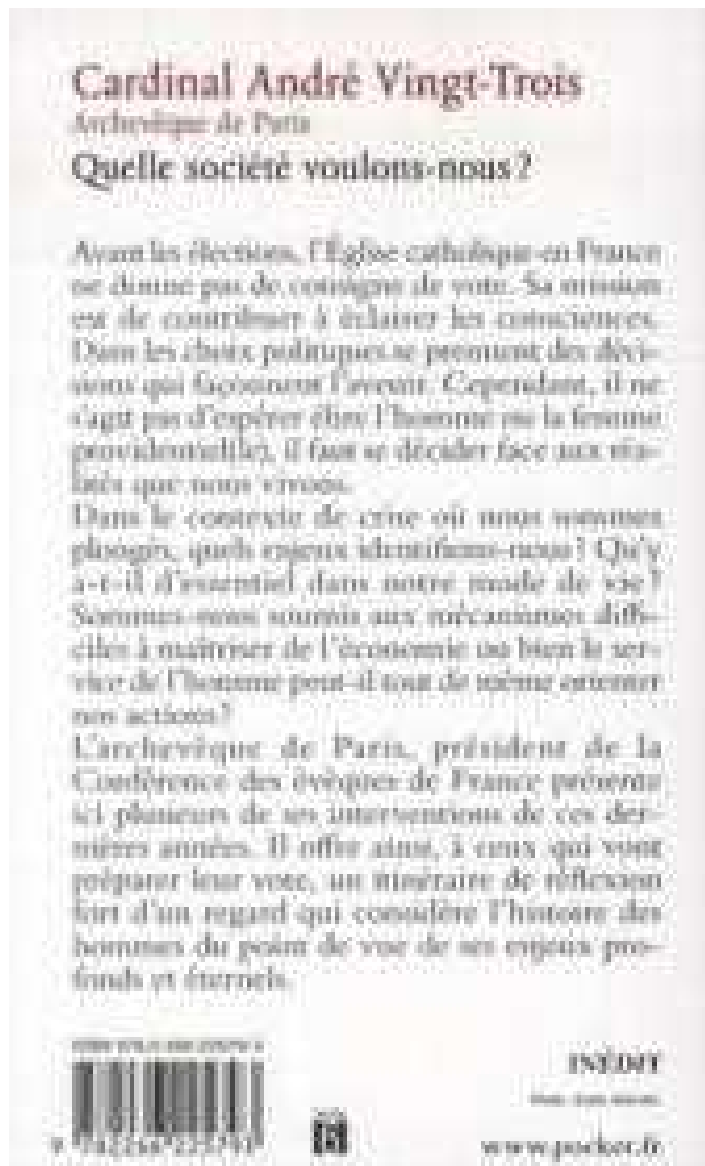 Cardinal André Vingt-Trois
Archevêque de Paris
Quelle société voulons-nous ?
Avant les élections, l'Église catholique en France
ne donne pas de consigne de vote. Sa mission
est de contribuer à éclairer les consciences.
Dans les choix politiques se prennent des déci-
sions qui façonnent l'avenir. Cependant, il ne
s'agit pas d'espérer élire l'homme ou la femme
providentiel(le), il faut se décider face aux réa-
lités que nous vivons.
Dans le contexte de crise où nous sommes
plongés, quels enjeux identifions-nous ? Qu'y
a-t-il d'essentiel dans notre mode de vie ?
Sommes-nous soumis aux mécanismes diffi-
ciles à maîtriser de l'économie ou bien le ser-
vice de l'homme peut-il tout de même orienter
nos actions ?
L'archevêque de Paris, président de la
Conférence des évêques de France présente
ici plusieurs de ses interventions de ces der-
nières années. Il offre ainsi, à ceux qui vont
préparer leur vote, un itinéraire de réflexion
fort d'un regard qui considère l'histoire des
hommes du point de vue de ses enjeux pro-
fonds et éternels.
INÉDIT
www.pocket.fr